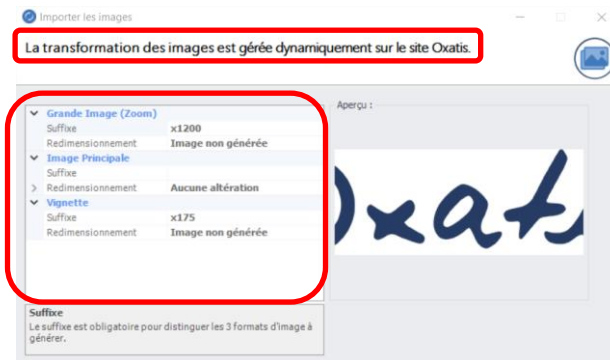 Importer les images
La transformation des images est gérée dynamiquement sur le site Oxatis.
Grande Image (Zoom)
Suffixe x1200
Redimensionnement Image non générée
Image Principale
Suffixe
Redimensionnement Aucune altération
Vignette
Suffixe x175
Redimensionnement Image non générée
Aperçu :
Oxatis
Suffixe
Le suffixe est obligatoire pour distinguer les 3 formats d'image à
générer.